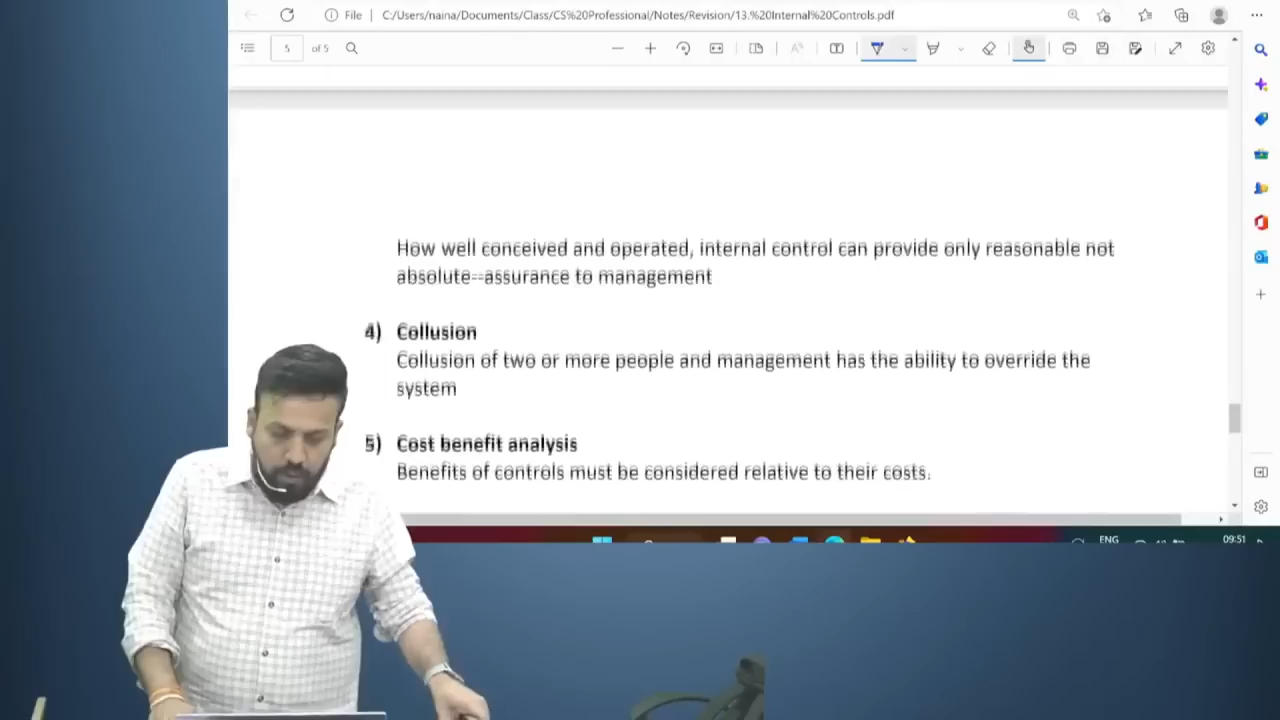 File
C:/Users/naina/Documents/Class/CS%20Professional/Notes/Revision/13.%20Internal%20Controls.pdf
5 of 5
How well conceived and operated, internal control can provide only reasonable not
absolute--assurance to management
4) Collusion
Collusion of two or more people and management has the ability to override the
system
5) Cost benefit analysis
Benefits of controls must be considered relative to their costs.
ENG
09:51